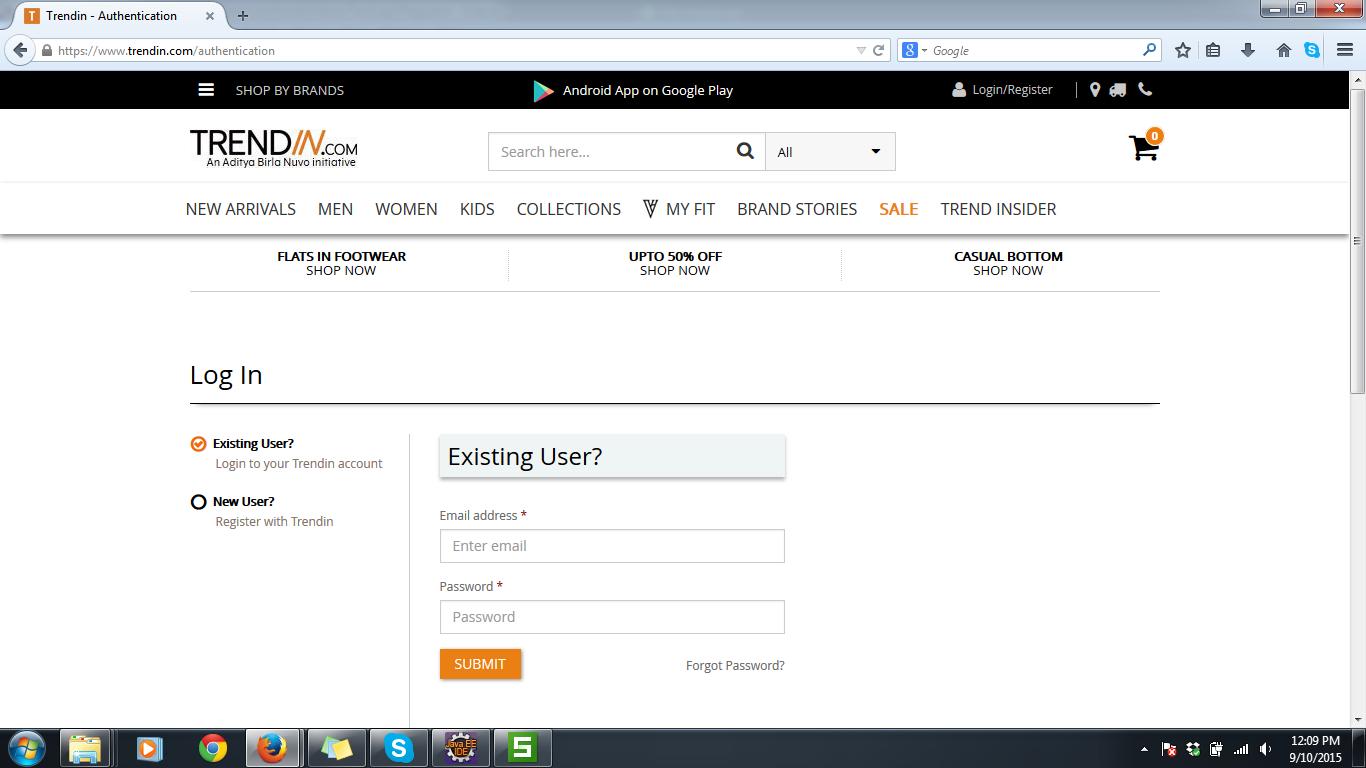 Trendin - Authentication
https://www.trendin.com/authentication
Google
SHOP BY BRANDS
Android App on Google Play
Login/Register
TRENDIN.COM
An Aditya Birla Nuvo initiative
Search here...
All
0
NEW ARRIVALS MEN WOMEN KIDS COLLECTIONS MY FIT BRAND STORIES SALE TREND INSIDER
FLATS IN FOOTWEAR
SHOP NOW
UPTO 50% OFF
SHOP NOW
CASUAL BOTTOM
SHOP NOW
Log In
Existing User?
Login to your Trendin account
New User?
Register with Trendin
Existing User?
Email address *
Enter email
Password *
Password
SUBMIT
Forgot Password?
Java EE
IDE
12:09 PM
9/10/2015